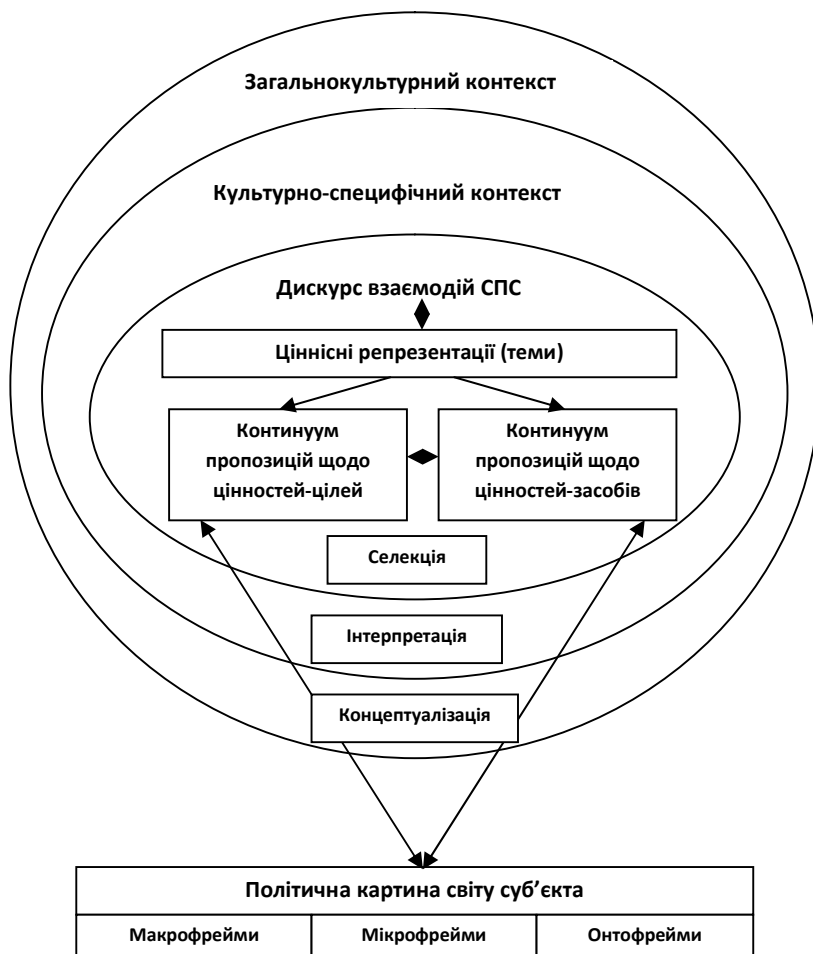 Загальнокультурний контекст
Культурно-специфічний контекст
Дискурс взаємодій СПС
Ціннісні репрезентації (теми)
Континуум
пропозицій щодо
цінностей-цілей
Континуум
пропозицій щодо
цінностей-засобів
Селекція
Інтерпретація
Концептуалізація
Політична картина світу суб’єкта
Макрофрейми
Мікрофрейми
Онтофрейми